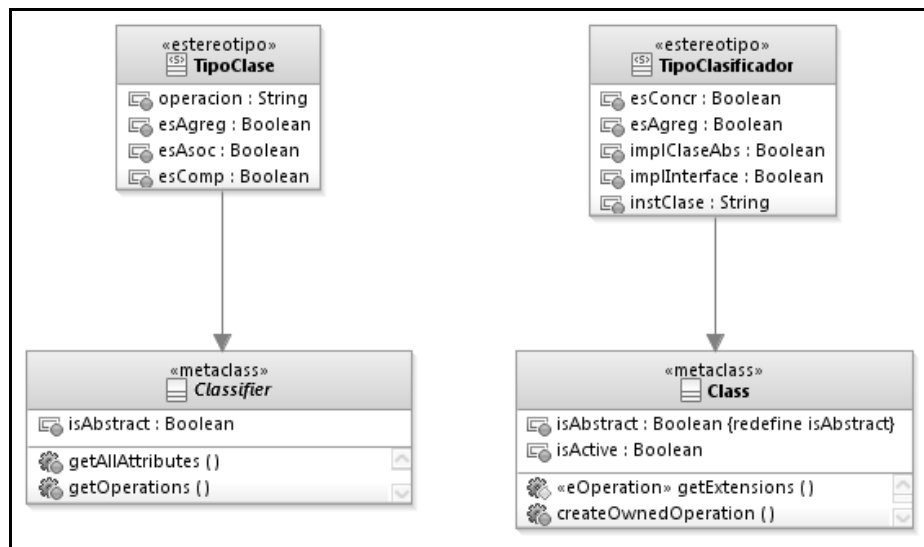 «estereotipo»
TipoClase
operacion : String
esAgreg : Boolean
esAsoc : Boolean
esComp : Boolean
«estereotipo»
TipoClasificador
esConcr : Boolean
esAgreg : Boolean
implClaseAbs : Boolean
implInterface : Boolean
instClase : String
«metaclass»
Classifier
isAbstract : Boolean
getAllAttributes ()
getOperations ()
«metaclass»
Class
isAbstract : Boolean {redefine isAbstract}
isActive : Boolean
«eOperation» getExtensions ()
createOwnedOperation ()